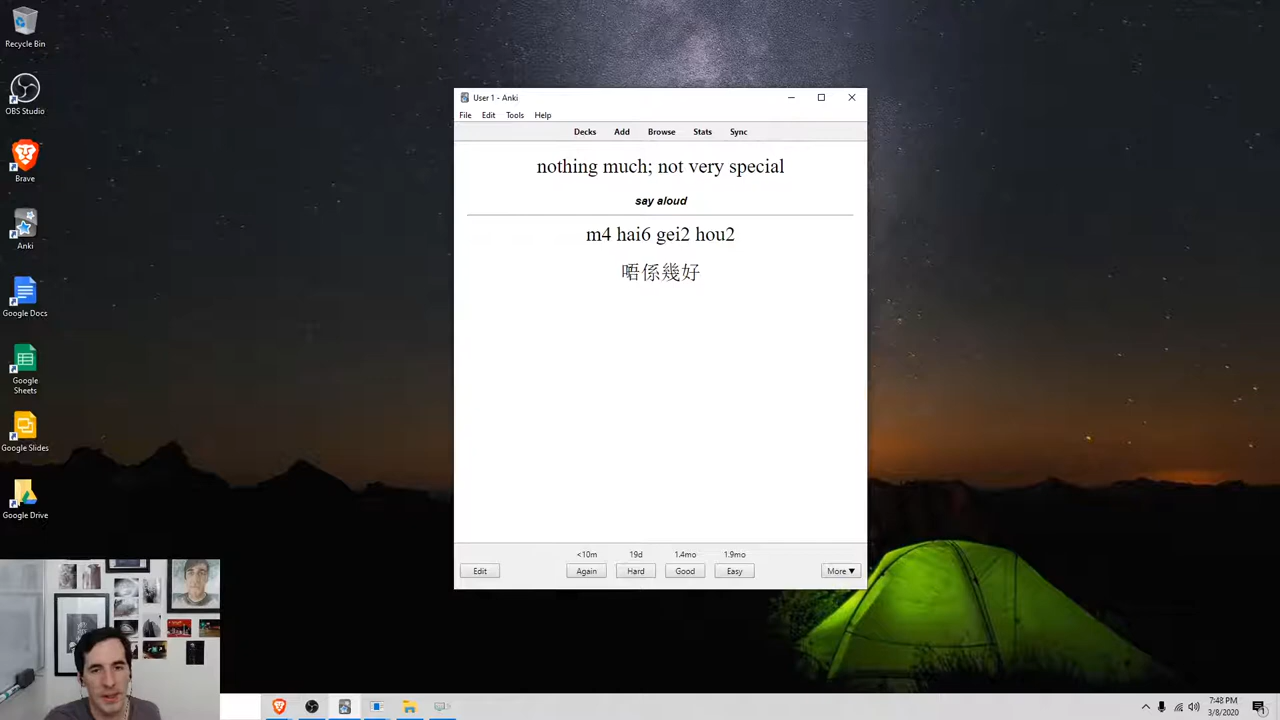 Recycle Bin
OBS Studio
Brave
Anki
Google Docs
Google
Sheets
Google Slides
Google Drive
User 1 - Anki
File Edit Tools Help
Decks Add Browse Stats Sync
nothing much; not very special
say aloud
m4 hai6 gei2 hou2
唔係幾好
<10m 19d 1.4mo 1.9mo
Edit Again Hard Good Easy More ▼
7:48 PM
3/8/2020